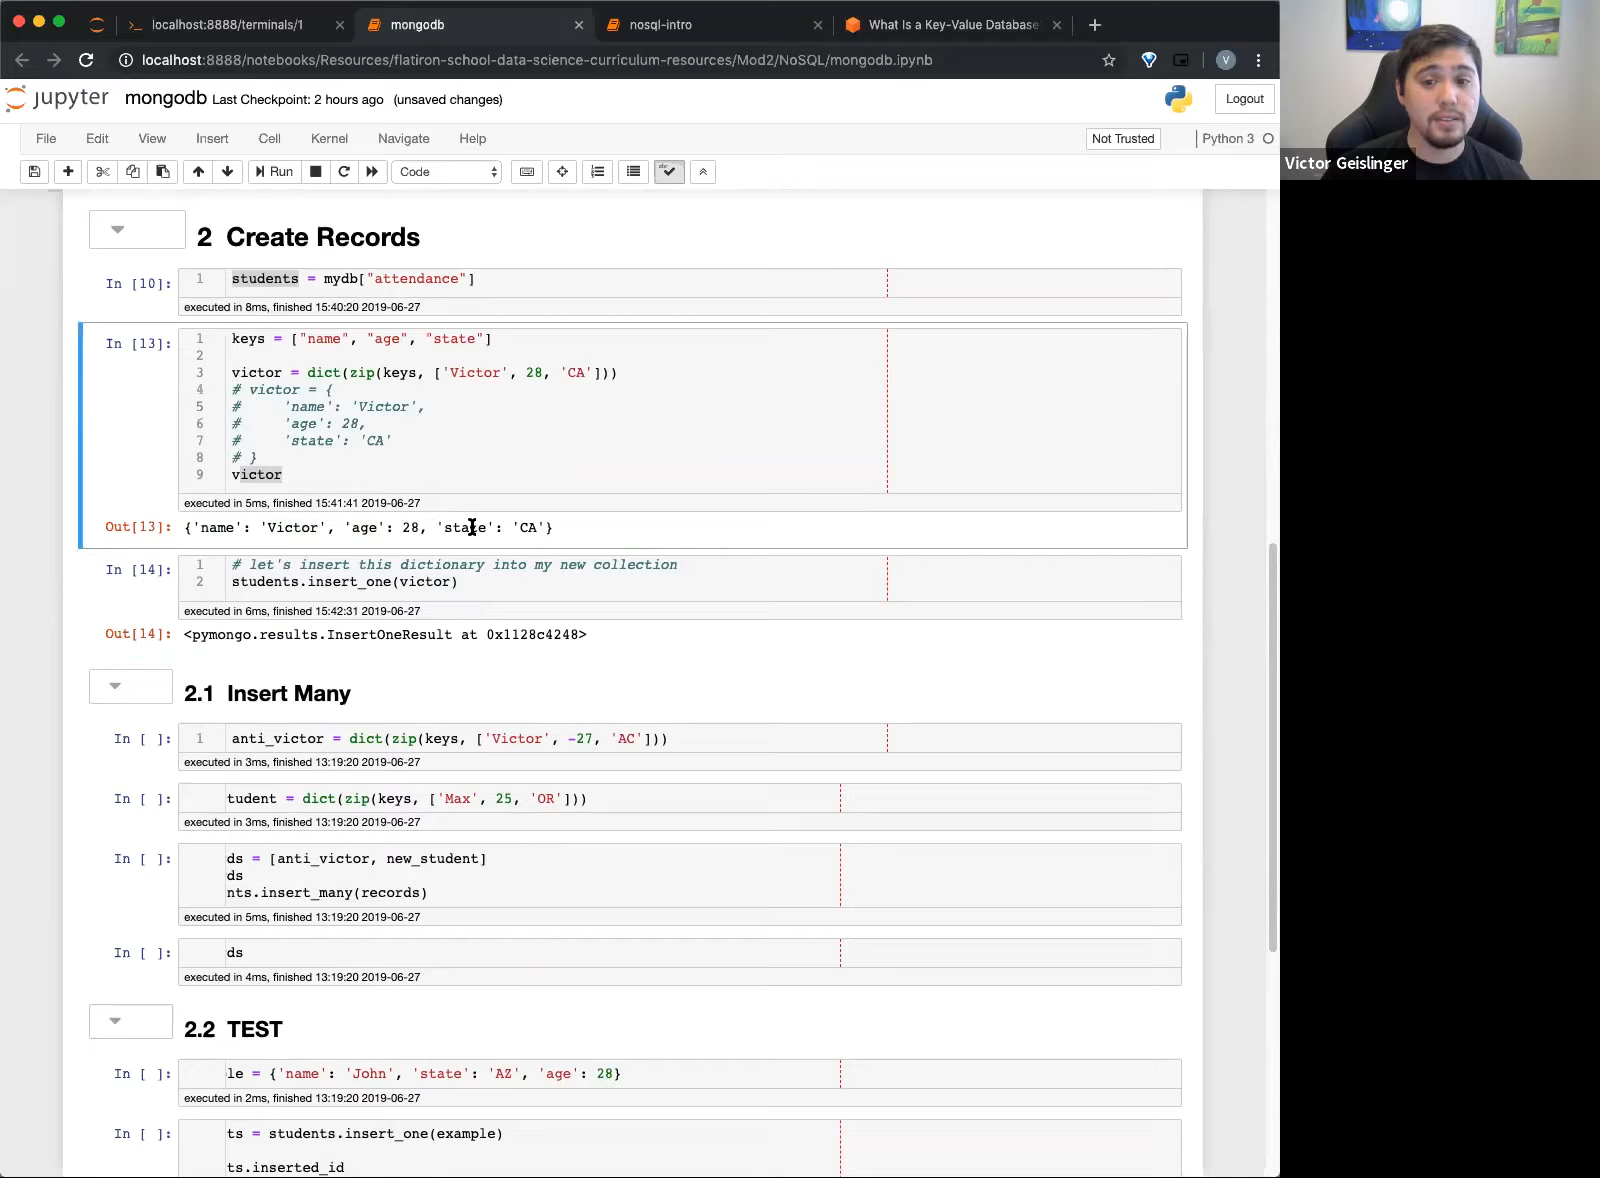 localhost:8888/terminals/1
mongodb
nosql-intro
What Is a Key-Value Database
localhost:8888/notebooks/Resources/flatiron-school-data-science-curriculum-resources/Mod2/NoSQL/mongodb.ipynb
V
jupyter mongodb Last Checkpoint: 2 hours ago (unsaved changes)
Logout
Victor Geislinger
File Edit View Insert Cell Kernel Navigate Help
Not Trusted
Python 3
Run
Code
2 Create Records
In [10]: 1 students = mydb["attendance"]
executed in 8ms, finished 15:40:20 2019-06-27
In [13]: 1 keys = ["name", "age", "state"]
2
3 victor = dict(zip(keys, ['Victor', 28, 'CA']))
4 # victor = {
5 # 'name': 'Victor',
6 # 'age': 28,
7 # 'state': 'CA'
8 # }
9 victor
executed in 5ms, finished 15:41:41 2019-06-27
Out[13]: {'name': 'Victor', 'age': 28, 'state': 'CA'}
In [14]: 1 # let's insert this dictionary into my new collection
2 students.insert_one(victor)
executed in 6ms, finished 15:42:31 2019-06-27
Out[14]: <pymongo.results.InsertOneResult at 0x1128c4248>
2.1 Insert Many
In [ ]: 1 anti_victor = dict(zip(keys, ['Victor', -27, 'AC']))
executed in 3ms, finished 13:19:20 2019-06-27
In [ ]: tudent = dict(zip(keys, ['Max', 25, 'OR']))
executed in 3ms, finished 13:19:20 2019-06-27
In [ ]: ds = [anti_victor, new_student]
ds
nts.insert_many(records)
executed in 5ms, finished 13:19:20 2019-06-27
In [ ]: ds
executed in 4ms, finished 13:19:20 2019-06-27
2.2 TEST
In [ ]: le = {'name': 'John', 'state': 'AZ', 'age': 28}
executed in 2ms, finished 13:19:20 2019-06-27
In [ ]: ts = students.insert_one(example)
ts.inserted_id